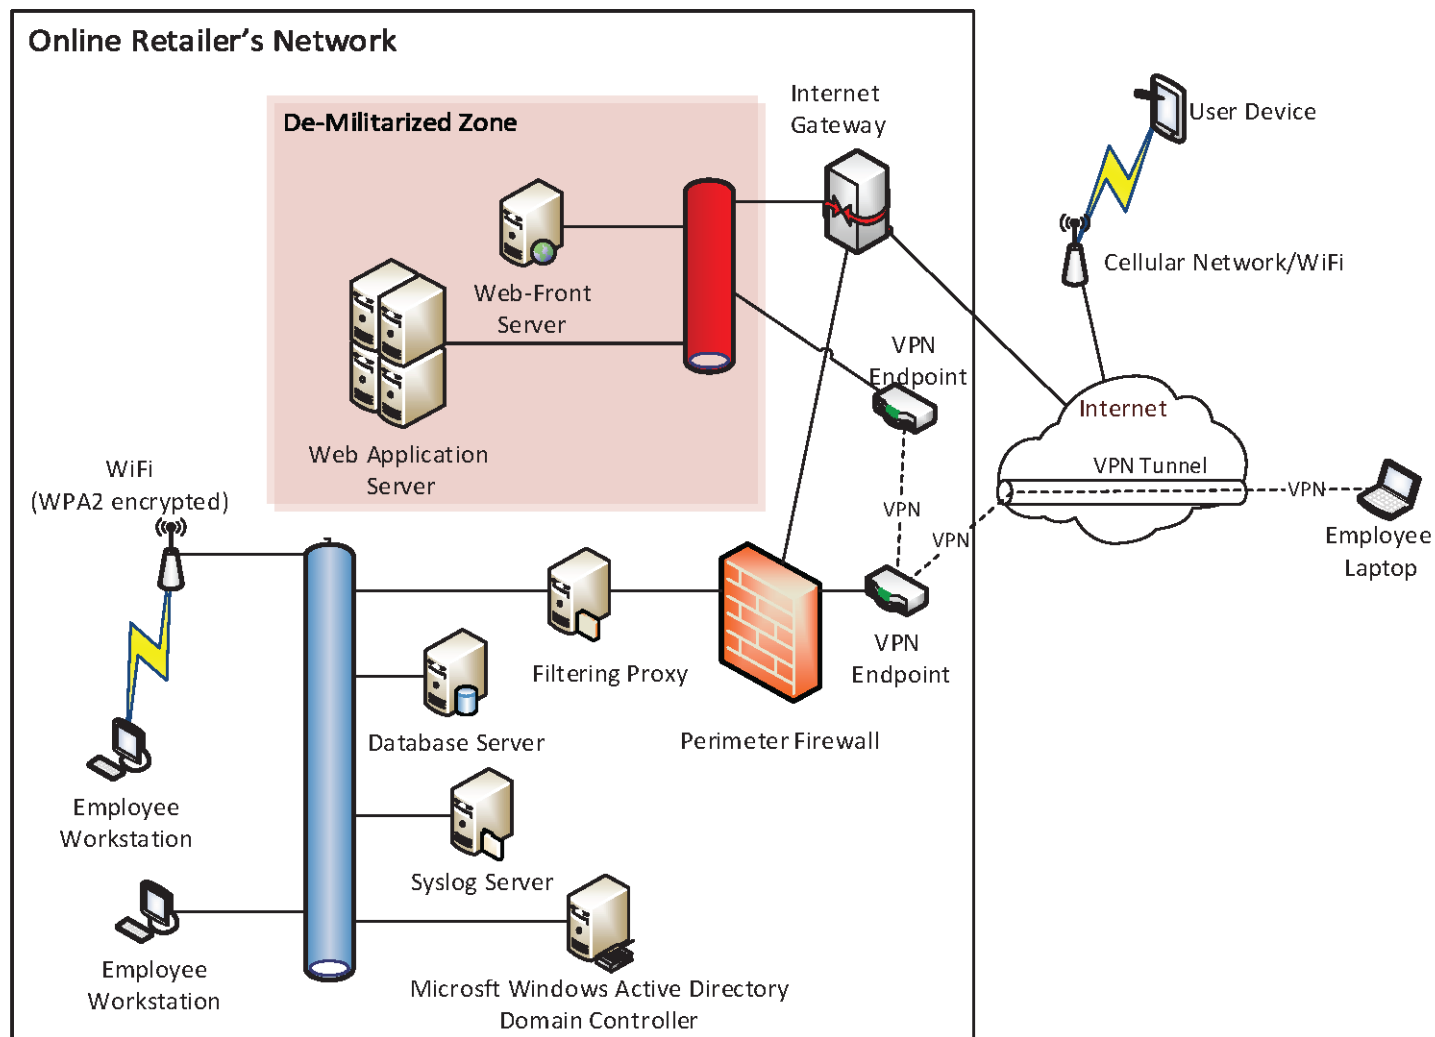 Online Retailer's Network
De-Militarized Zone
Internet
Gateway
User Device
Cellular Network/WiFi
Web-Front
Server
VPN
Endpoint
Internet
Web Application
Server
VPN Tunnel
VPN
Employee
Laptop
WiFi
(WPA2 encrypted)
VPN
VPN
VPN
Endpoint
Filtering Proxy
Perimeter Firewall
Database Server
Employee
Workstation
Syslog Server
Employee
Workstation
Microsft Windows Active Directory
Domain Controller